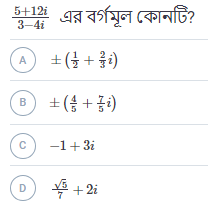 (5+12i)/(3−4i) এর বর্গমূল কোনটি?
A ±(1/2 + 2/3 i)
B ±(4/5 + 7/5 i)
C −1 + 3i
D √5/7 + 2i